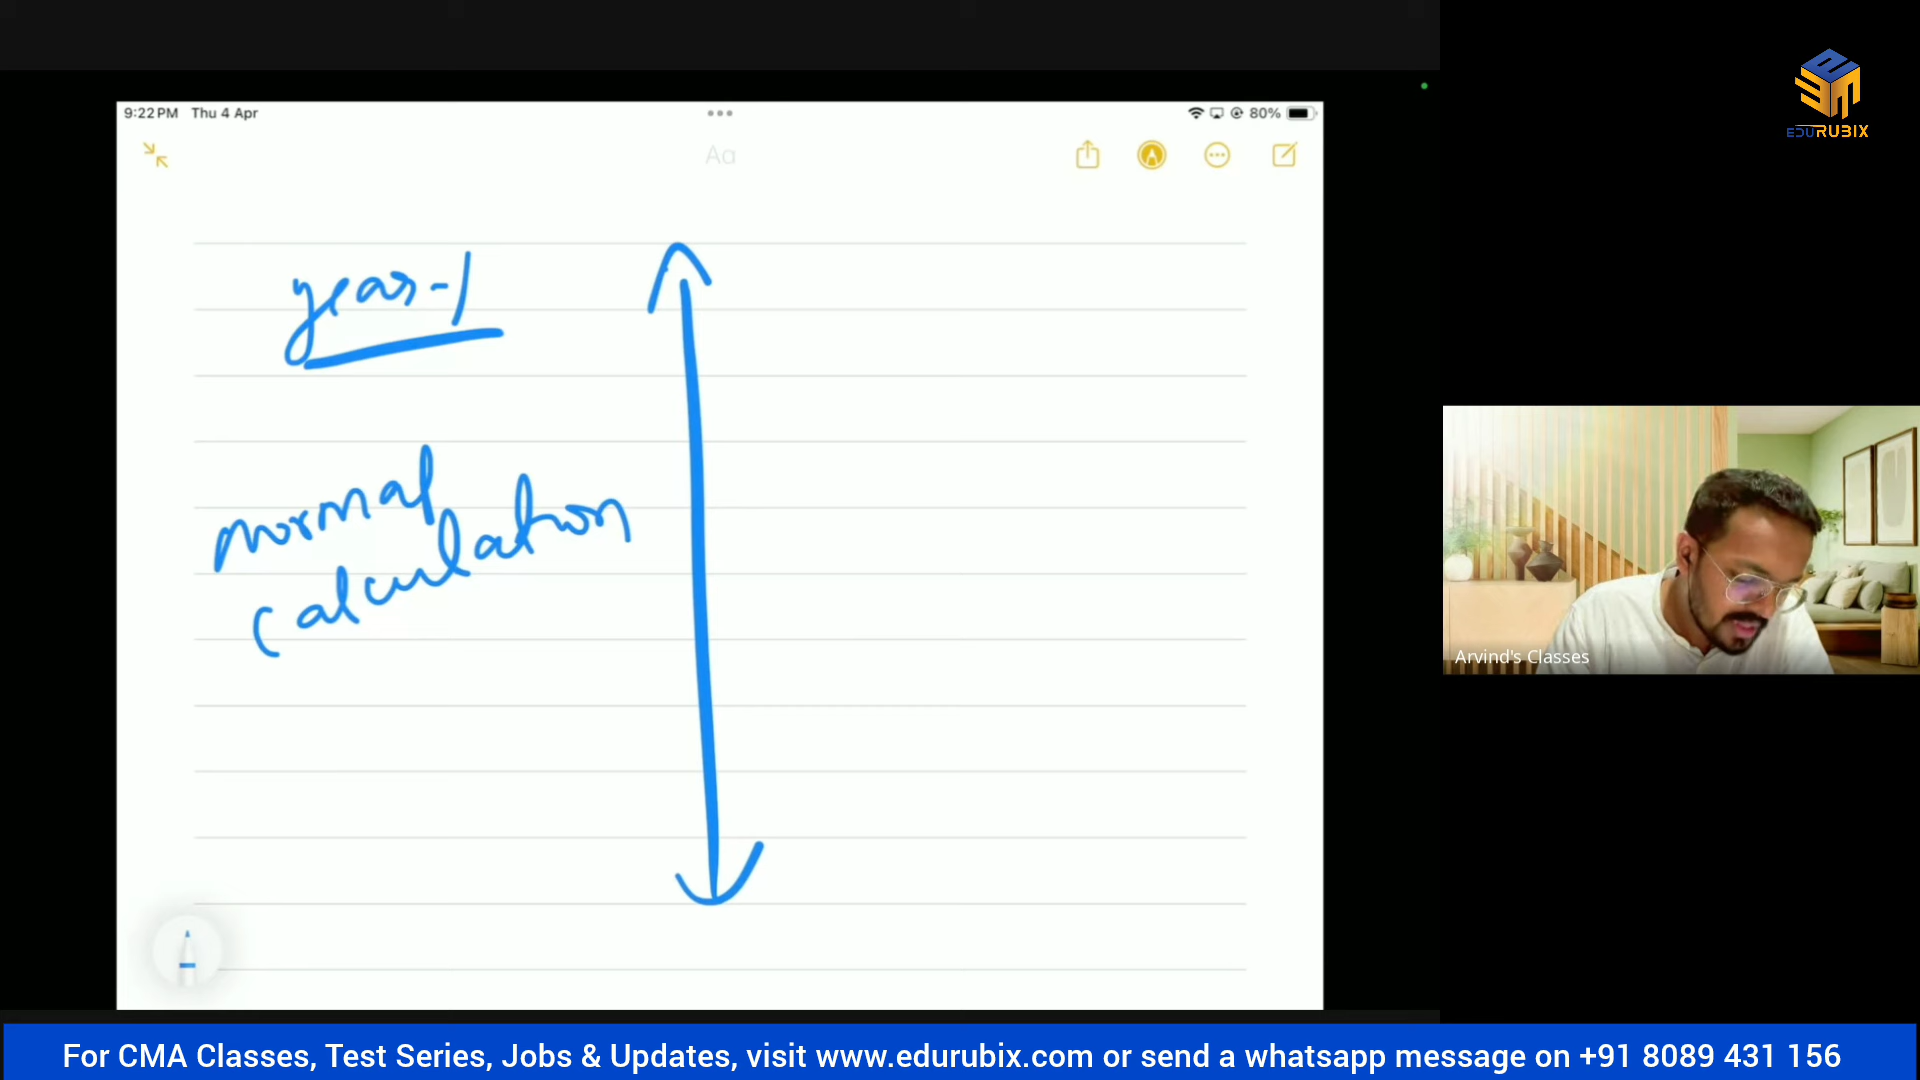 EDURUBIX
9:22 PM Thu 4 Apr
80%
Aa
year-1
normal
calculation
Arvind's Classes
For CMA Classes, Test Series, Jobs & Updates, visit www.edurubix.com or send a whatsapp message on +91 8089 431 156